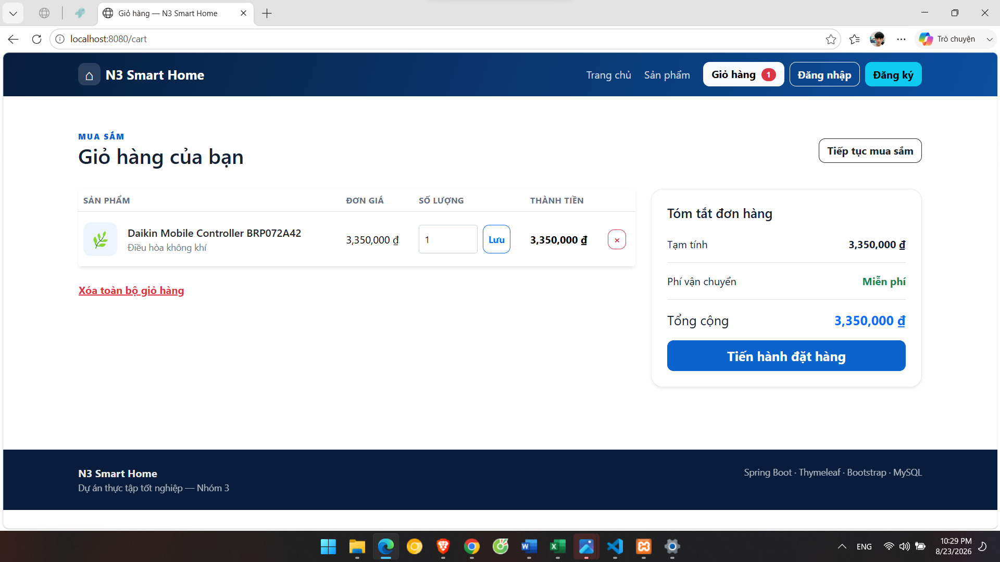 Giỏ hàng — N3 Smart Home
localhost:8080/cart
Trò chuyện
N3 Smart Home
Trang chủ
Sản phẩm
Giỏ hàng 1
Đăng nhập
Đăng ký
MUA SẮM
Giỏ hàng của bạn
Tiếp tục mua sắm
SẢN PHẨM ĐƠN GIÁ SỐ LƯỢNG THÀNH TIỀN
Daikin Mobile Controller BRP072A42
Điều hòa không khí
3,350,000 ₫
1
Lưu
3,350,000 ₫
×
Xóa toàn bộ giỏ hàng
Tóm tắt đơn hàng
Tạm tính 3,350,000 ₫
Phí vận chuyển Miễn phí
Tổng cộng 3,350,000 ₫
Tiến hành đặt hàng
N3 Smart Home
Dự án thực tập tốt nghiệp — Nhóm 3
Spring Boot · Thymeleaf · Bootstrap · MySQL
ENG
10:29 PM
8/23/2026